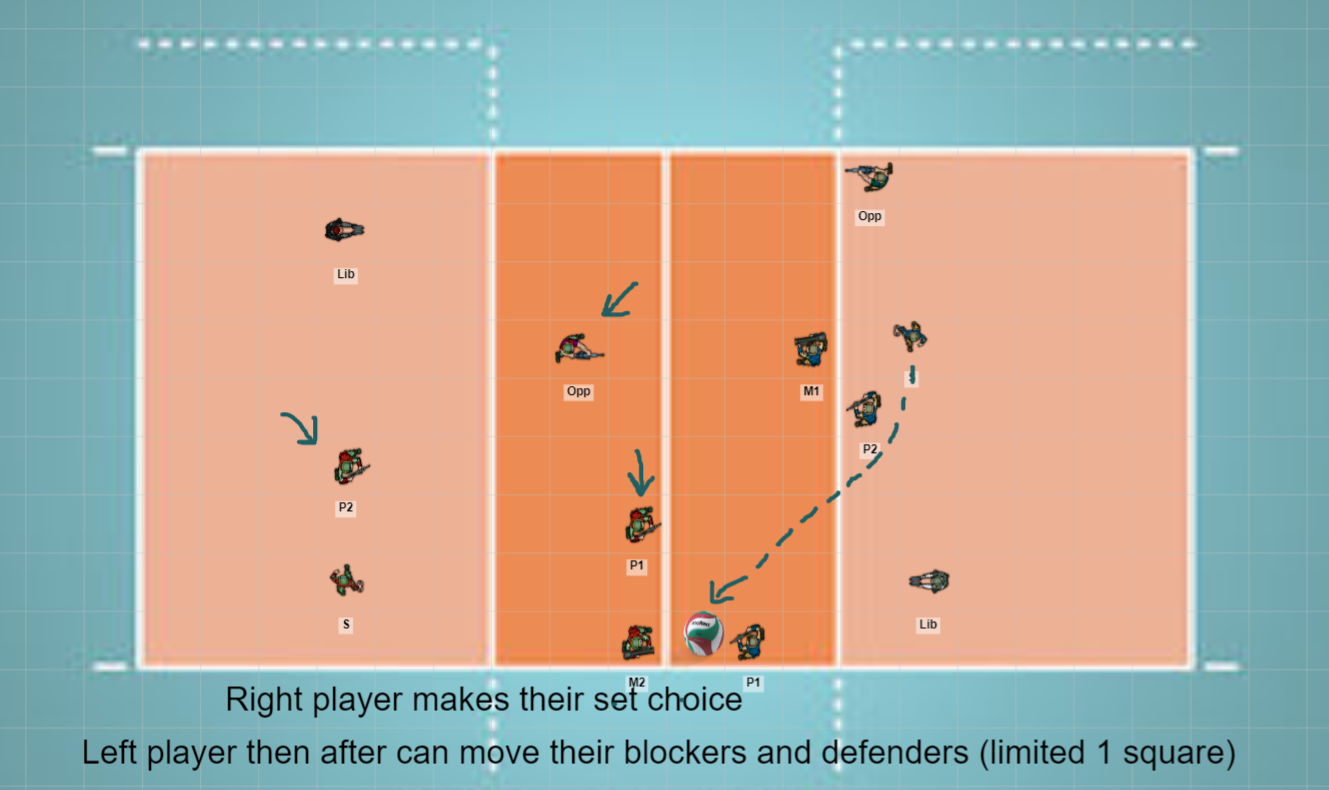 Opp
Lib
Opp
M1
P2
P2
P1
S
Lib
M2
P1
Right player makes their set choice
Left player then after can move their blockers and defenders (limited 1 square)